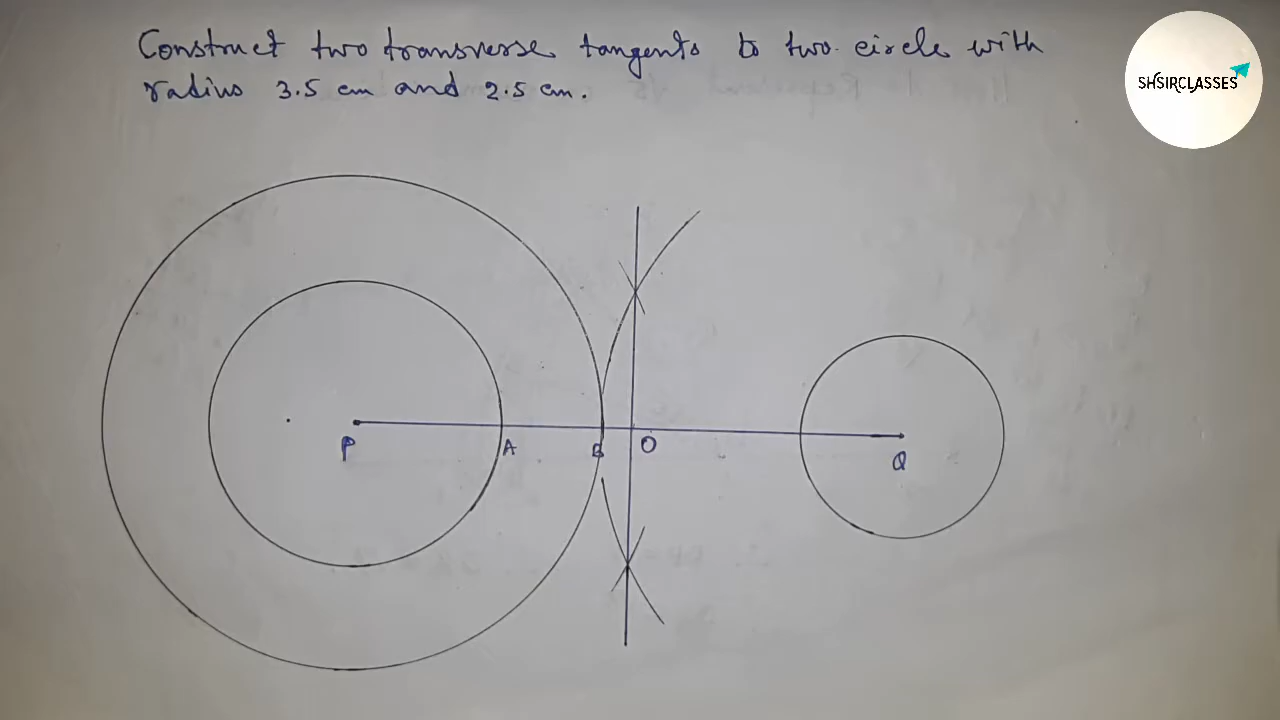 Construct two transverse tangents to two circle with
radius 3.5 cm and 2.5 cm.
SHSIRCLASSES
P
A
B
O
Q